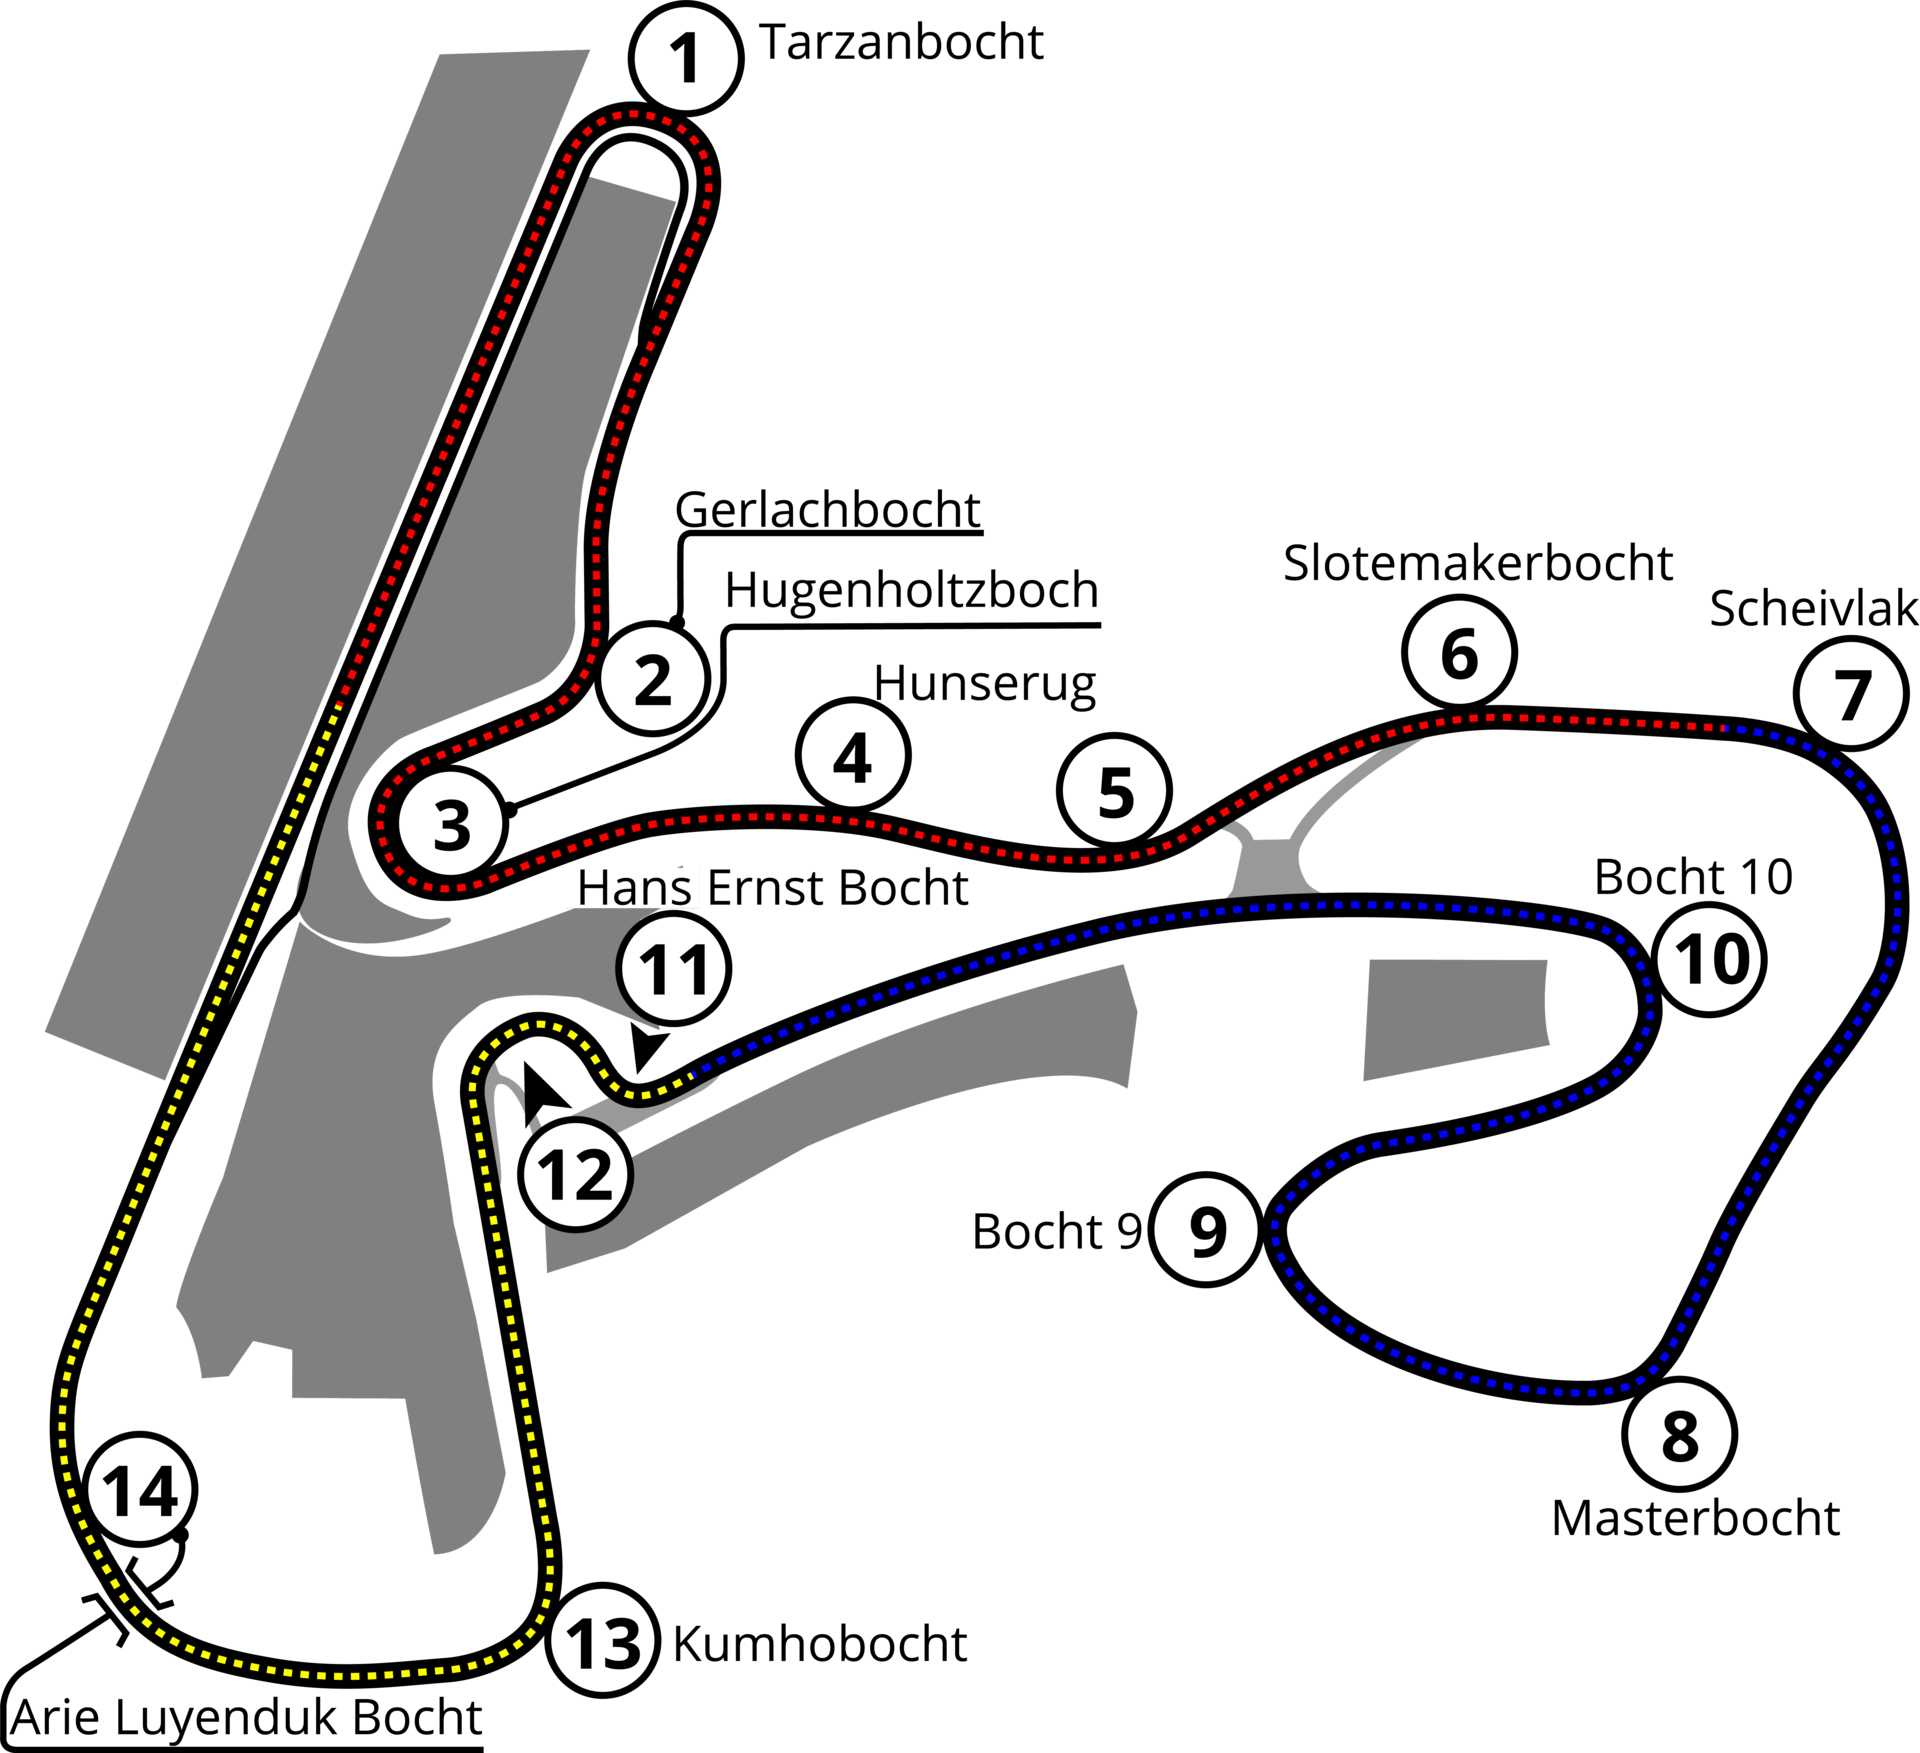 1 Tarzanbocht
Gerlachbocht
Hugenholtzboch
2
Hunserug
3
4
5
Slotemakerbocht
6
Scheivlak
7
Hans Ernst Bocht
11
12
Bocht 10
10
Bocht 9 9
8
Masterbocht
14
13 Kumhobocht
Arie Luyenduk Bocht